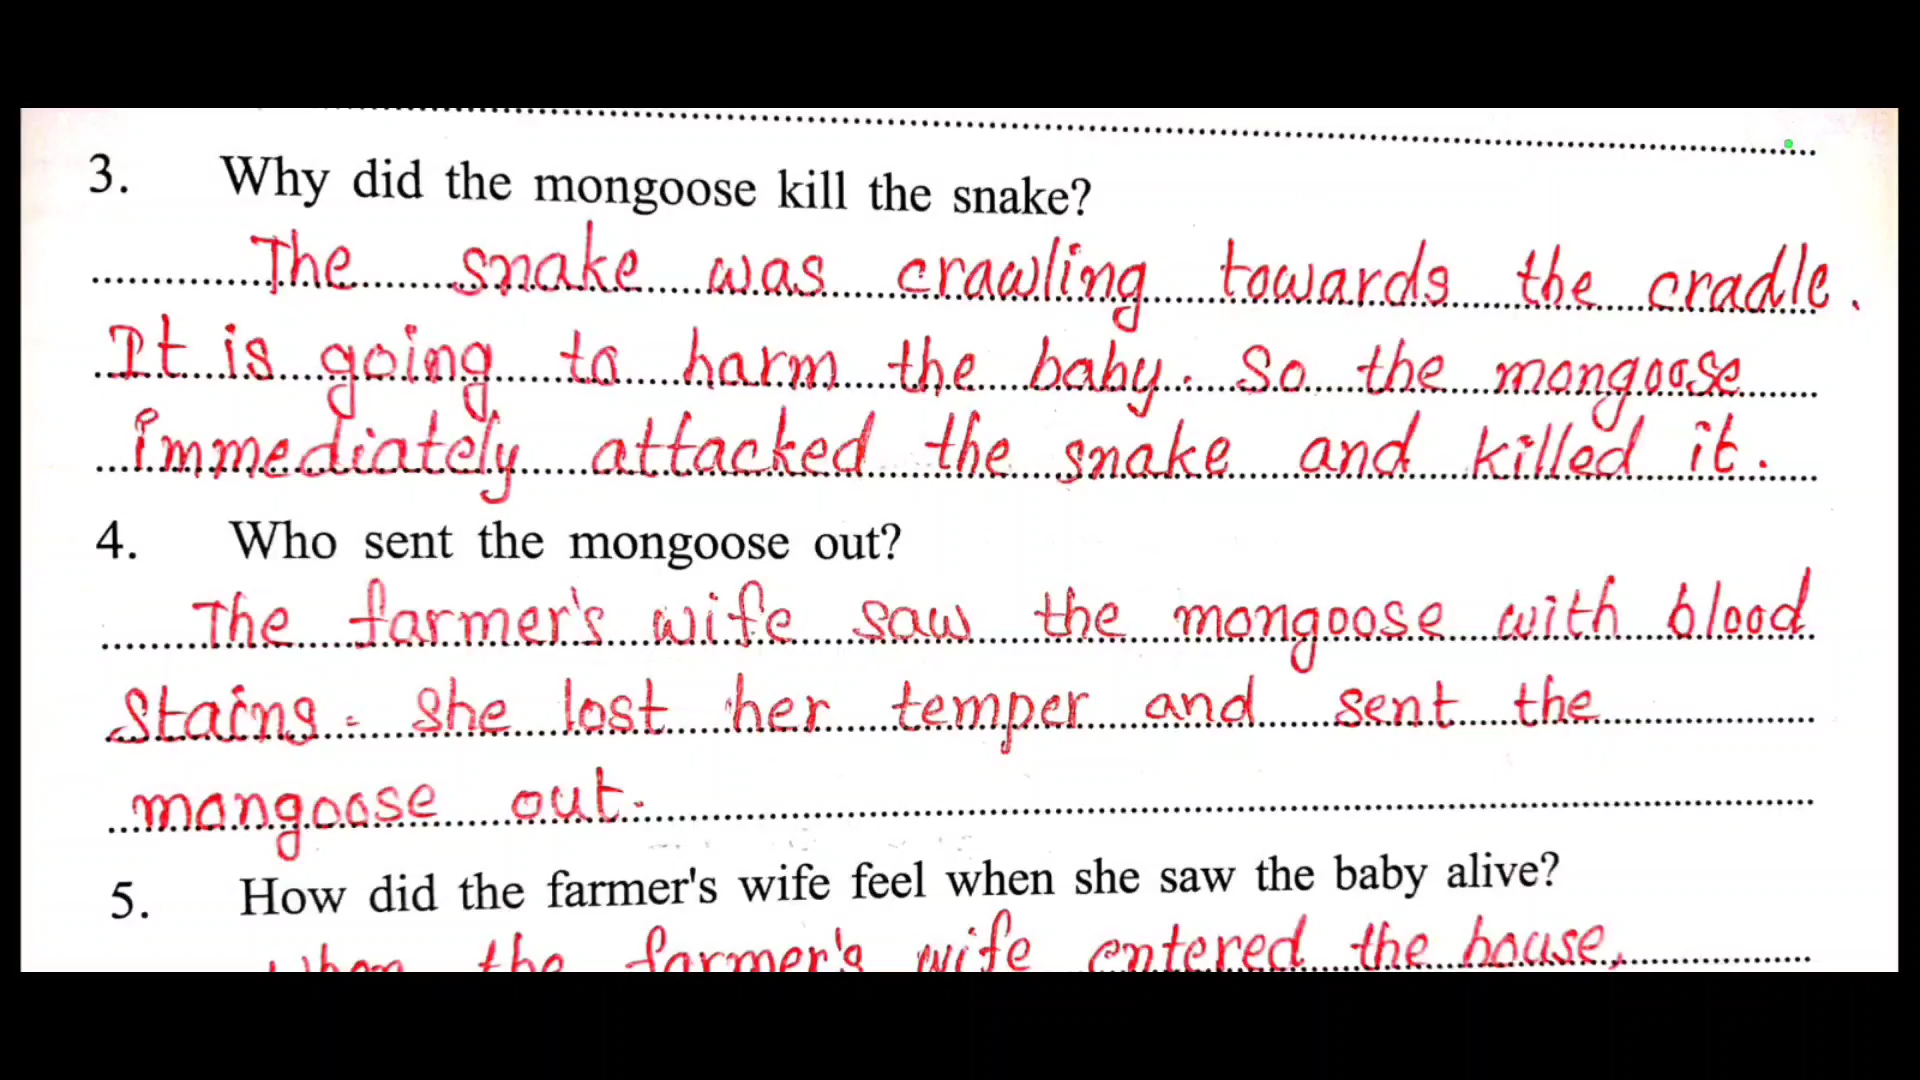 3. Why did the mongoose kill the snake?
The snake was crawling towards the cradle.
It is going to harm the baby. So the mongoose
immediately attacked the snake and killed it.
4. Who sent the mongoose out?
The farmer's wife saw the mongoose with blood
stains. She lost her temper and sent the
mongoose out.
5. How did the farmer's wife feel when she saw the baby alive?
When the farmer's wife entered the house,